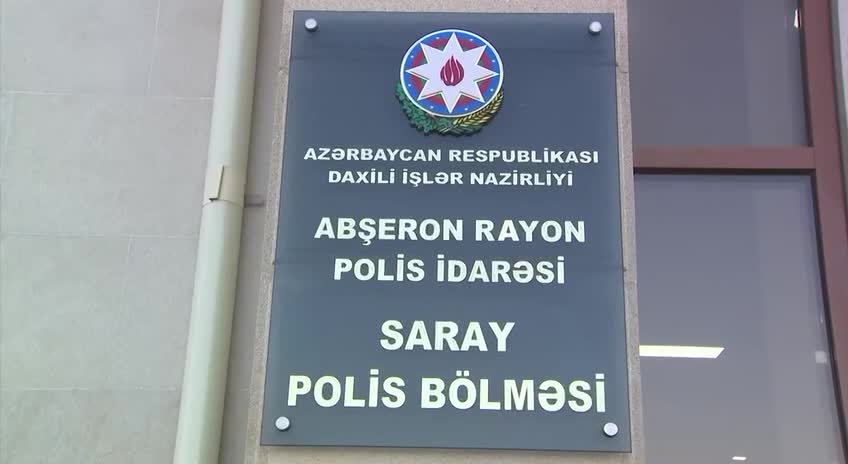 AZƏRBAYCAN RESPUBLİKASI
DAXİLİ İŞLƏR NAZİRLİYİ
ABŞERON RAYON
POLİS İDARƏSİ
SARAY
POLİS BÖLMƏSİ